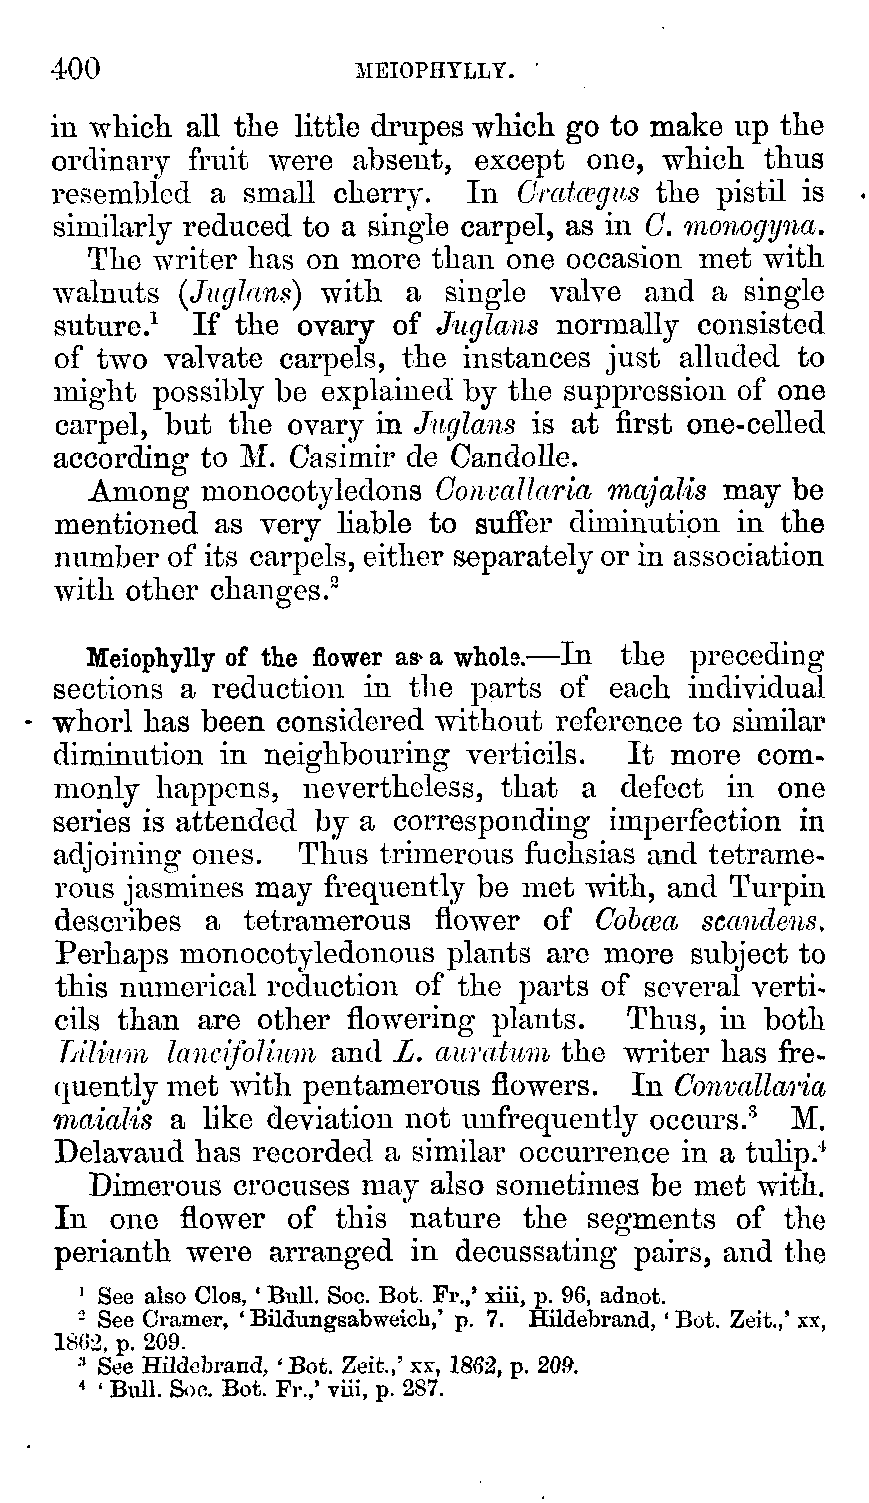 400 MEIOPHYLLY.
in which all the little drupes which go to make up the
ordinary fruit were absent, except one, which thus
resembled a small cherry. In Cratægus the pistil is
similarly reduced to a single carpel, as in C. monogyna.
The writer has on more than one occasion met with
walnuts (Juglans) with a single valve and a single
suture.¹ If the ovary of Juglans normally consisted
of two valvate carpels, the instances just alluded to
might possibly be explained by the suppression of one
carpel, but the ovary in Juglans is at first one-celled
according to M. Casimir de Candolle.
Among monocotyledons Convallaria majalis may be
mentioned as very liable to suffer diminution in the
number of its carpels, either separately or in association
with other changes.²
Meiophylly of the flower as a whole.—In the preceding
sections a reduction in the parts of each individual
whorl has been considered without reference to similar
diminution in neighbouring verticils. It more com-
monly happens, nevertheless, that a defect in one
series is attended by a corresponding imperfection in
adjoining ones. Thus trimerous fuchsias and tetrame-
rous jasmines may frequently be met with, and Turpin
describes a tetramerous flower of Cobæa scandens.
Perhaps monocotyledonous plants are more subject to
this numerical reduction of the parts of several verti-
cils than are other flowering plants. Thus, in both
Lilium lancifolium and L. auratum the writer has fre-
quently met with pentamerous flowers. In Convallaria
maialis a like deviation not unfrequently occurs.³ M.
Delavaud has recorded a similar occurrence in a tulip.⁴
Dimerous crocuses may also sometimes be met with.
In one flower of this nature the segments of the
perianth were arranged in decussating pairs, and the
¹ See also Clos, ‘Bull. Soc. Bot. Fr.,’ xiii, p. 96, adnot.
² See Cramer, ‘Bildungsabweich,’ p. 7. Hildebrand, ‘Bot. Zeit.,’ xx,
1862, p. 209.
³ See Hildebrand, ‘Bot. Zeit.,’ xx, 1862, p. 209.
⁴ ‘Bull. Soc. Bot. Fr.,’ viii, p. 287.